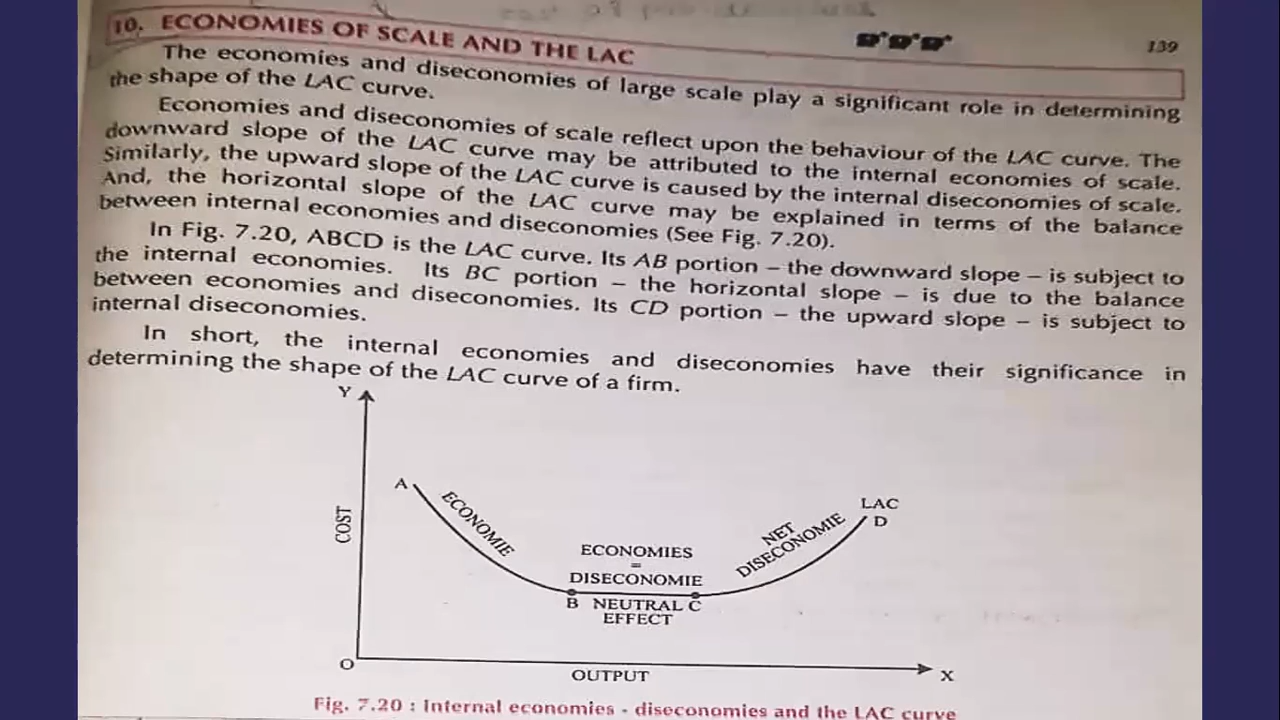 10. ECONOMIES OF SCALE AND THE LAC
139
The economies and diseconomies of large scale play a significant role in determining
the shape of the LAC curve.
Economies and diseconomies of scale reflect upon the behaviour of the LAC curve. The
downward slope of the LAC curve may be attributed to the internal economies of scale.
Similarly, the upward slope of the LAC curve is caused by the internal diseconomies of scale.
And, the horizontal slope of the LAC curve may be explained in terms of the balance
between internal economies and diseconomies (See Fig. 7.20).
In Fig. 7.20, ABCD is the LAC curve. Its AB portion – the downward slope – is subject to
the internal economies. Its BC portion – the horizontal slope – is due to the balance
between economies and diseconomies. Its CD portion – the upward slope – is subject to
internal diseconomies.
In short, the internal economies and diseconomies have their significance in
determining the shape of the LAC curve of a firm.
Y
COST
A
ECONOMIE
ECONOMIES
=
DISECONOMIE
B NEUTRAL C
EFFECT
NET
DISECONOMIE
LAC
D
O
OUTPUT
X
Fig. 7.20 : Internal economies - diseconomies and the LAC curve